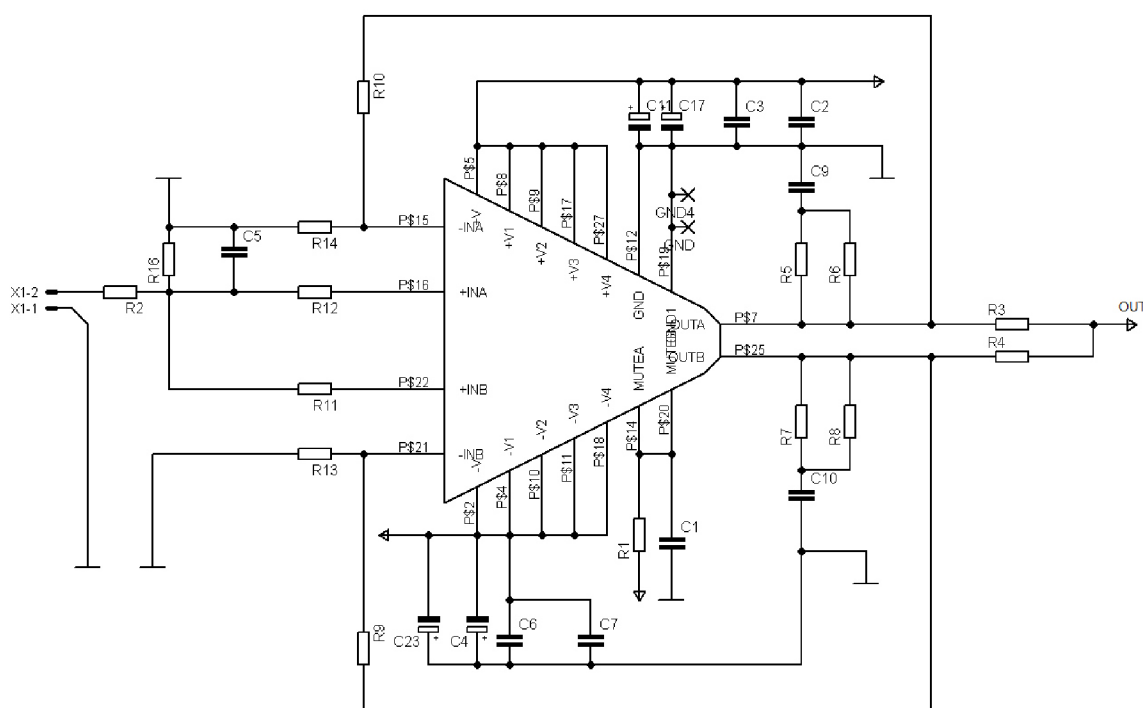 R10
C11 C17 C3 C2
P$5
P$8
P$9
P$17
P$27
P$12
P$19
C9
GND4
GND
P$15
-INA
+V
+V1
+V2
+V3
+V4
GND
GND1
R14
C5
R16
X1-2
X1-1
R2
R12
P$16
+INA
R5
R6
OUTA
P$7
R3
OUT
OUTB
P$25
R4
MUTEA
R11
P$22
+INB
R13
P$21
-INB
-V
-V1
-V2
-V3
-V4
P$2
P$4
P$10
P$11
P$18
P$14
P$20
R7
R8
C10
R1
C1
R9
C23
C4
C6
C7